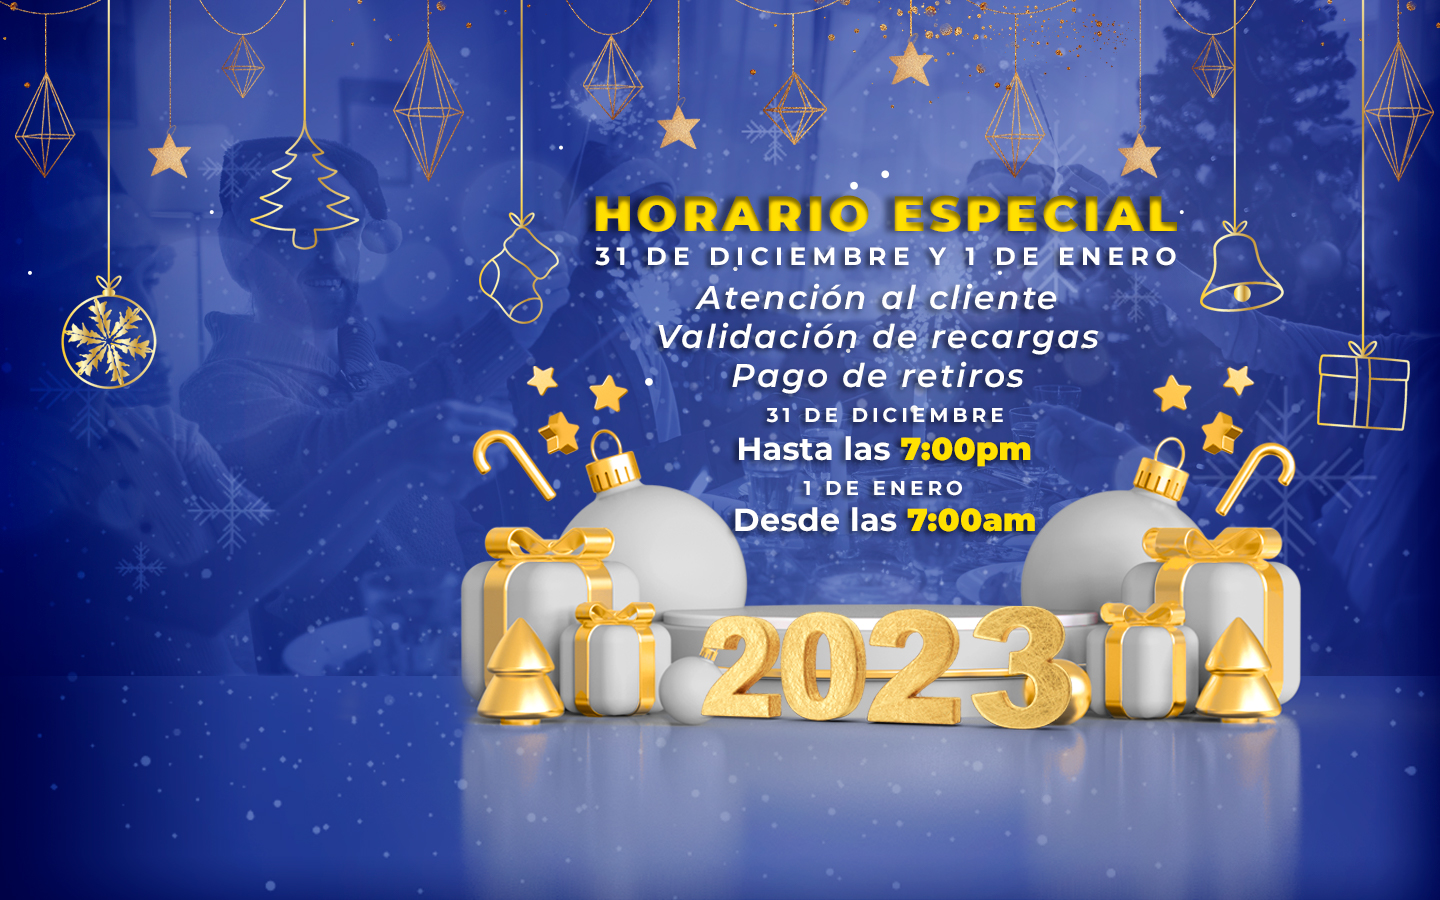 HORARIO ESPECIAL
31 DE DICIEMBRE Y 1 DE ENERO
Atención al cliente
Validación de recargas
Pago de retiros
31 DE DICIEMBRE
Hasta las 7:00pm
1 DE ENERO
Desde las 7:00am
2023